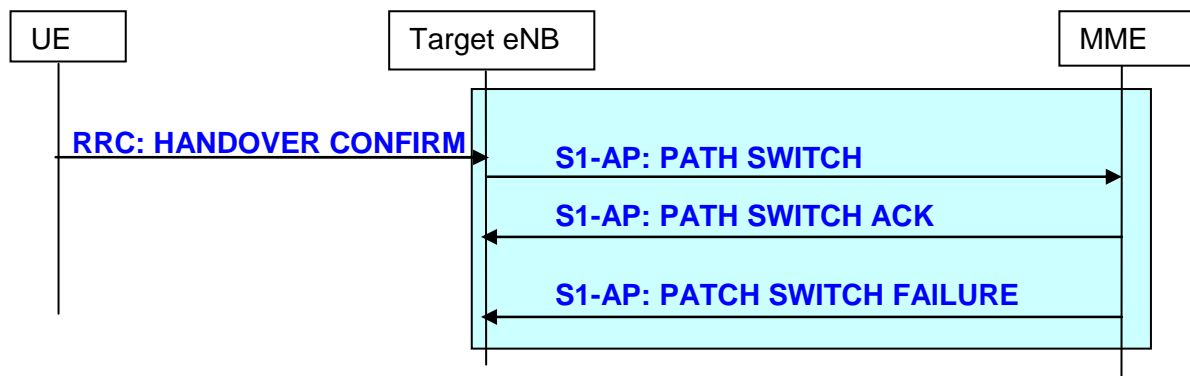 UE
Target eNB
MME
RRC: HANDOVER CONFIRM
S1-AP: PATH SWITCH
S1-AP: PATH SWITCH ACK
S1-AP: PATCH SWITCH FAILURE